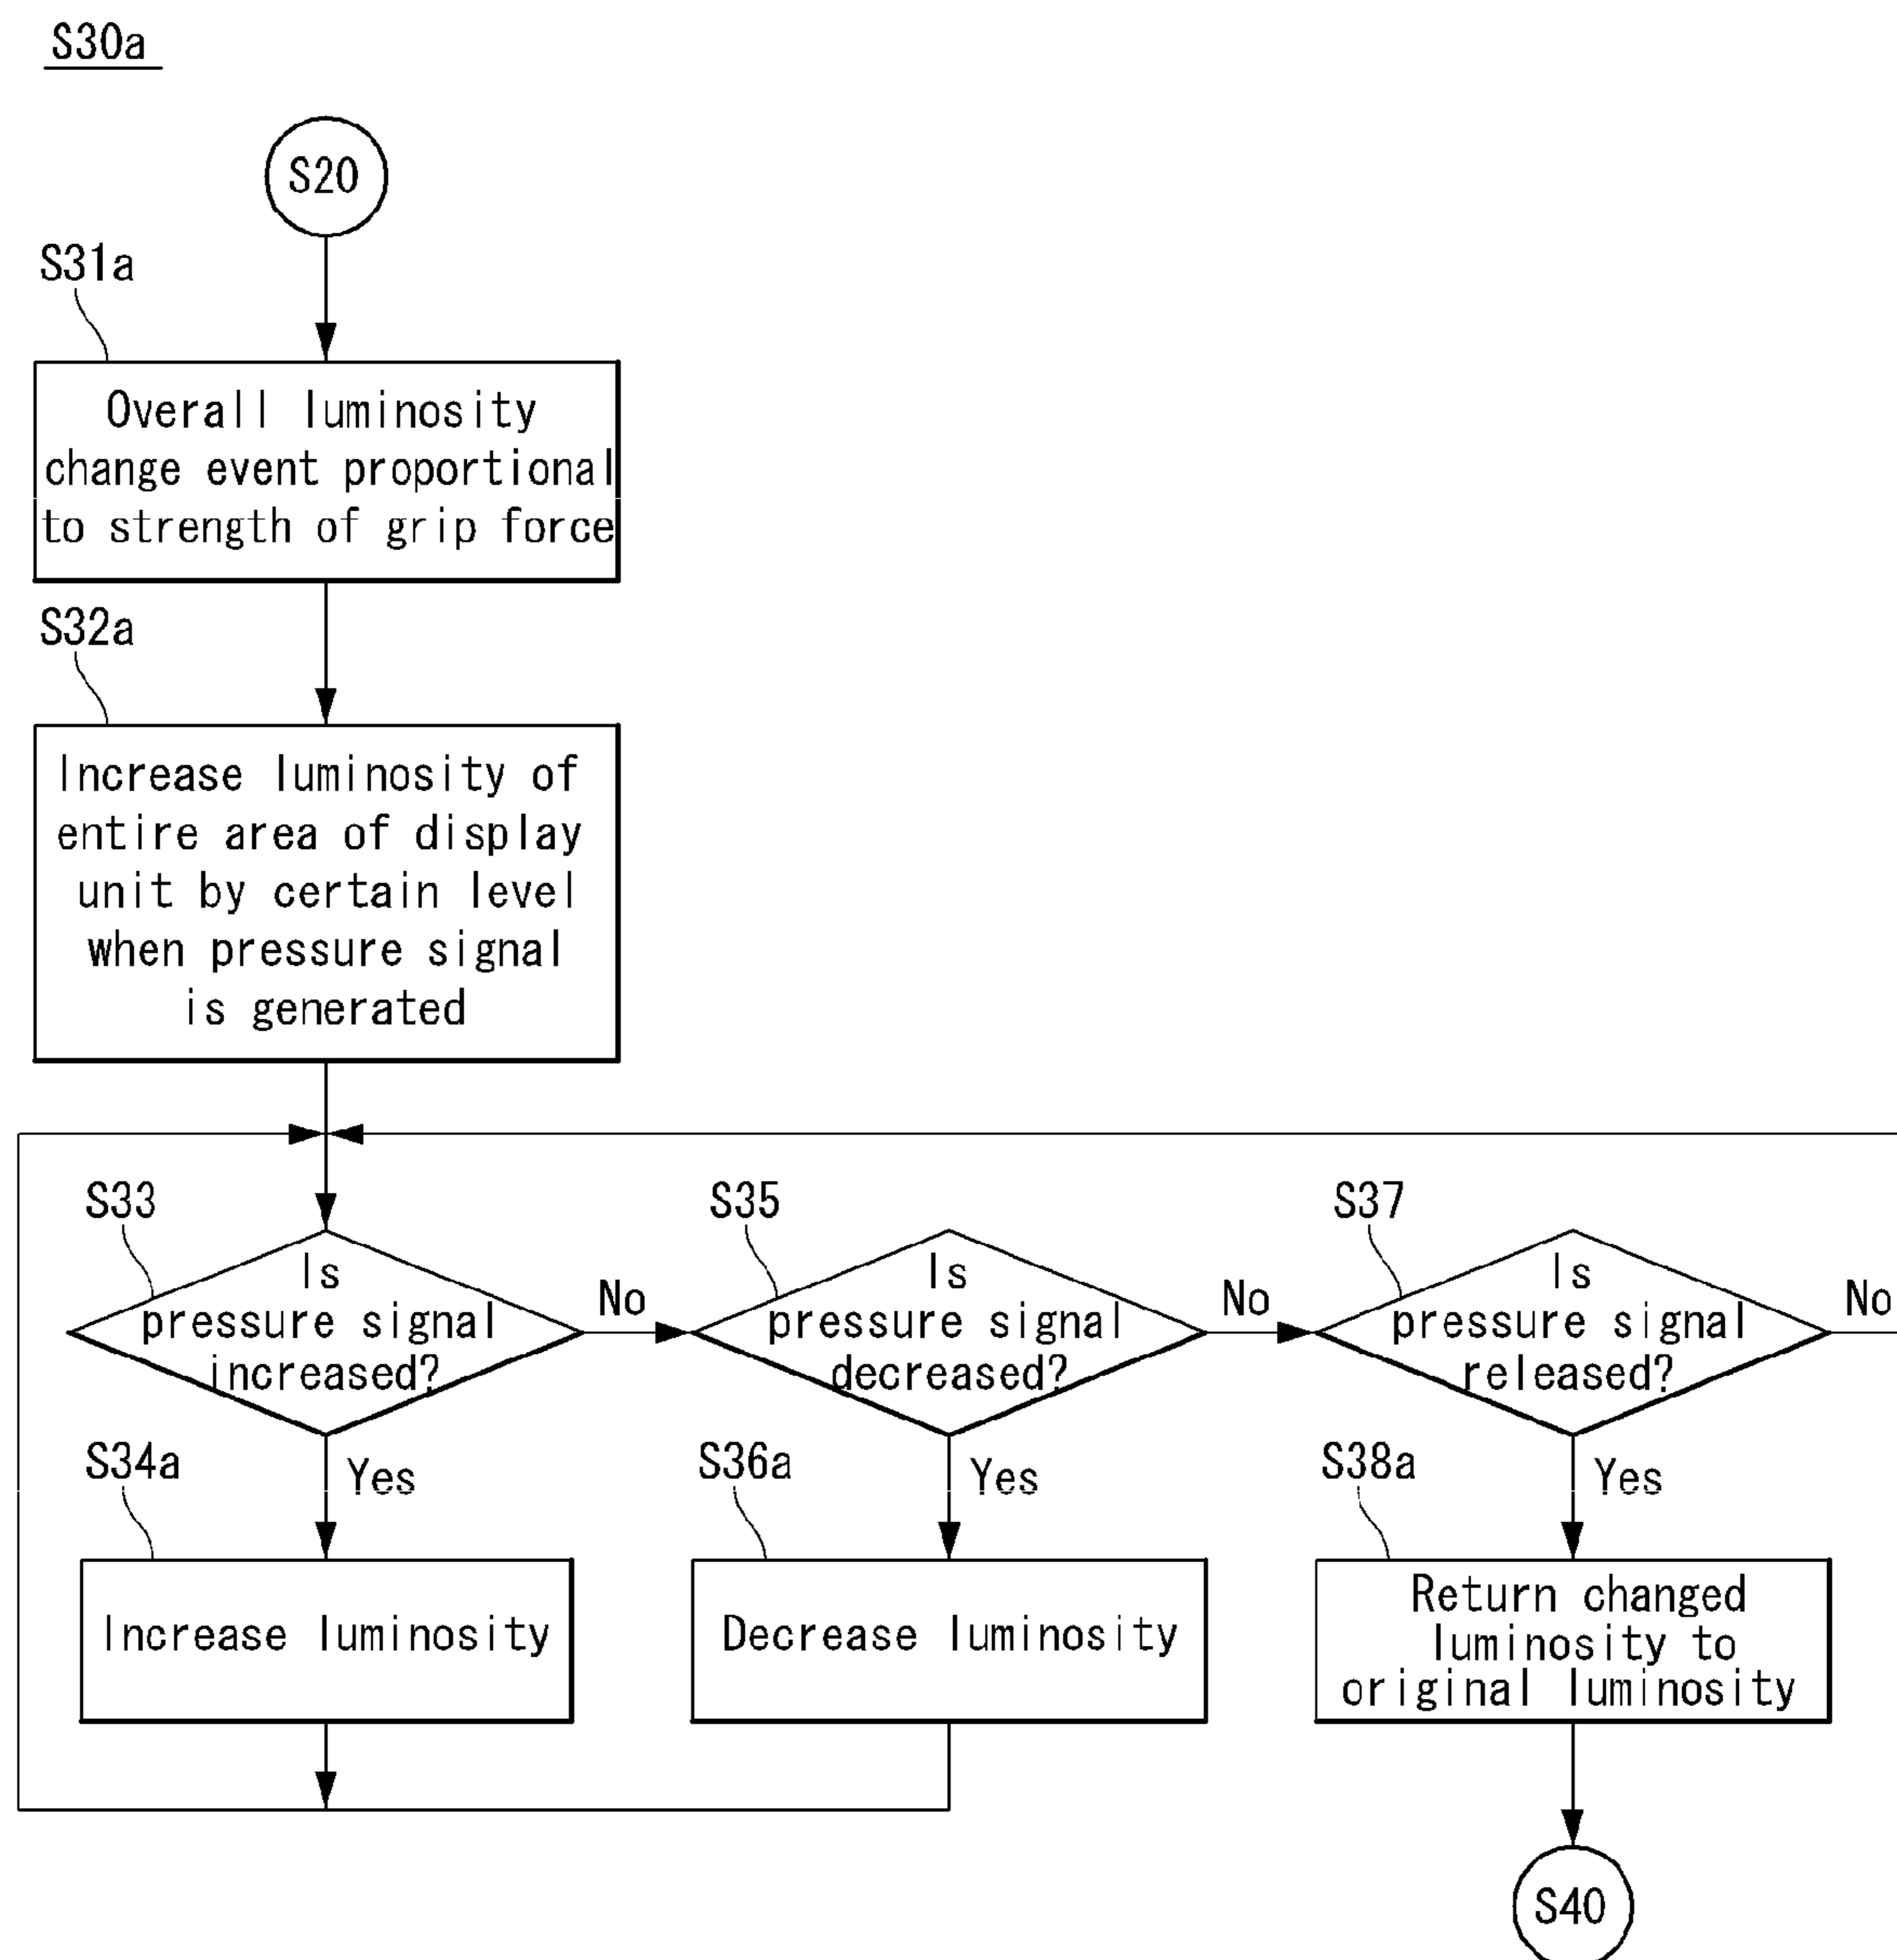 S30a
S20
S31a
Overall luminosity
change event proportional
to strength of grip force
S32a
Increase luminosity of
entire area of display
unit by certain level
when pressure signal
is generated
S33
Is
pressure signal
increased?
No
S35
Is
pressure signal
decreased?
No
S37
Is
pressure signal
released?
No
S34a
Yes
Increase luminosity
S36a
Yes
Decrease luminosity
S38a
Yes
Return changed
luminosity to
original luminosity
S40